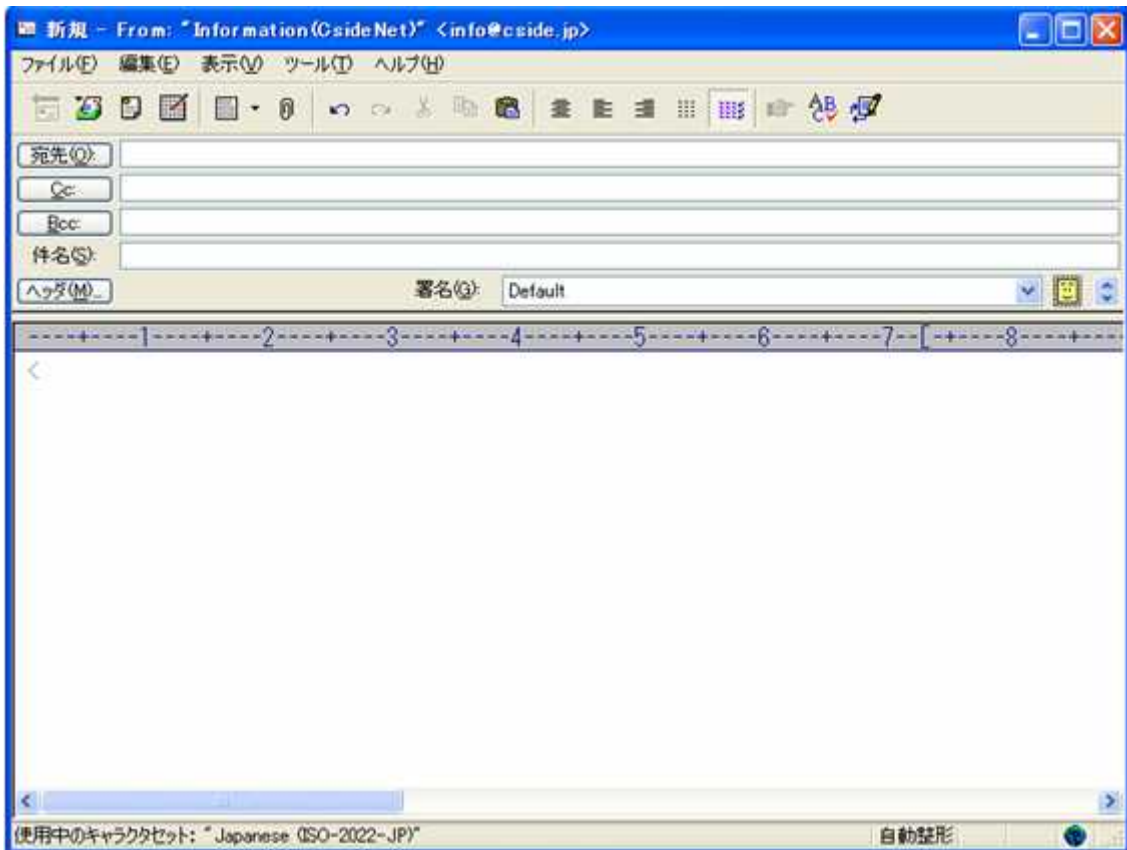 新規 - From: "Information(CsideNet)" <info@cside.jp>
ファイル(F) 編集(E) 表示(V) ツール(T) ヘルプ(H)
宛先(O):
Cc:
Bcc:
件名(S):
ヘッダ(M)... 署名(G): Default
----+----1----+----2----+----3----+----4----+----5----+----6----+----7--[-+----8----+---
<
使用中のキャラクタセット: "Japanese (ISO-2022-JP)" 自動整形